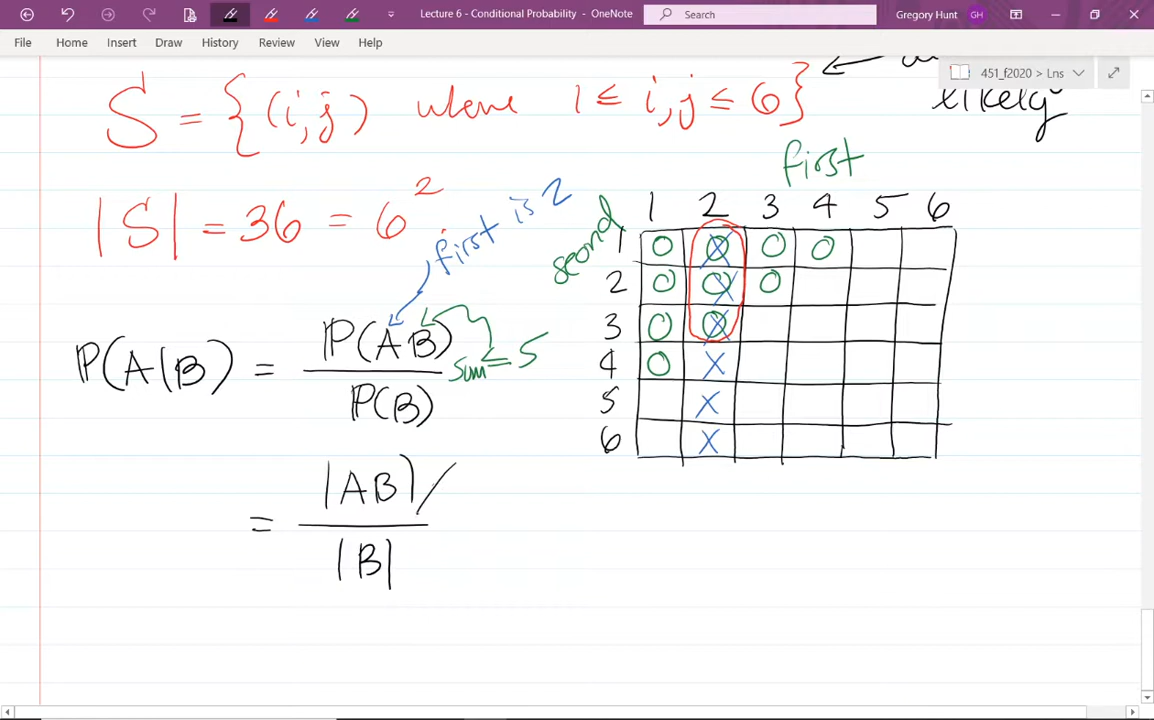 Lecture 6 - Conditional Probability - OneNote
Search
Gregory Hunt GH
File Home Insert Draw History Review View Help
451_f2020 > Lns
S = {(i,j) where 1 ≤ i,j ≤ 6}
likely
|S| = 36 = 6²
first is 2
first
second
1 2 3 4 5 6
1 O O X O O
2 O O X O
3 O O X
4 O X
5 X
6 X
P(A|B) = P(AB) / P(B)
sum ≤ 5
= |AB| / |B|